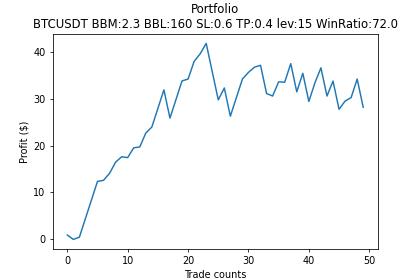 Portfolio
BTCUSDT BBM:2.3 BBL:160 SL:0.6 TP:0.4 lev:15 WinRatio:72.0
40
30
20
10
0
Profit ($)
0 10 20 30 40 50
Trade counts